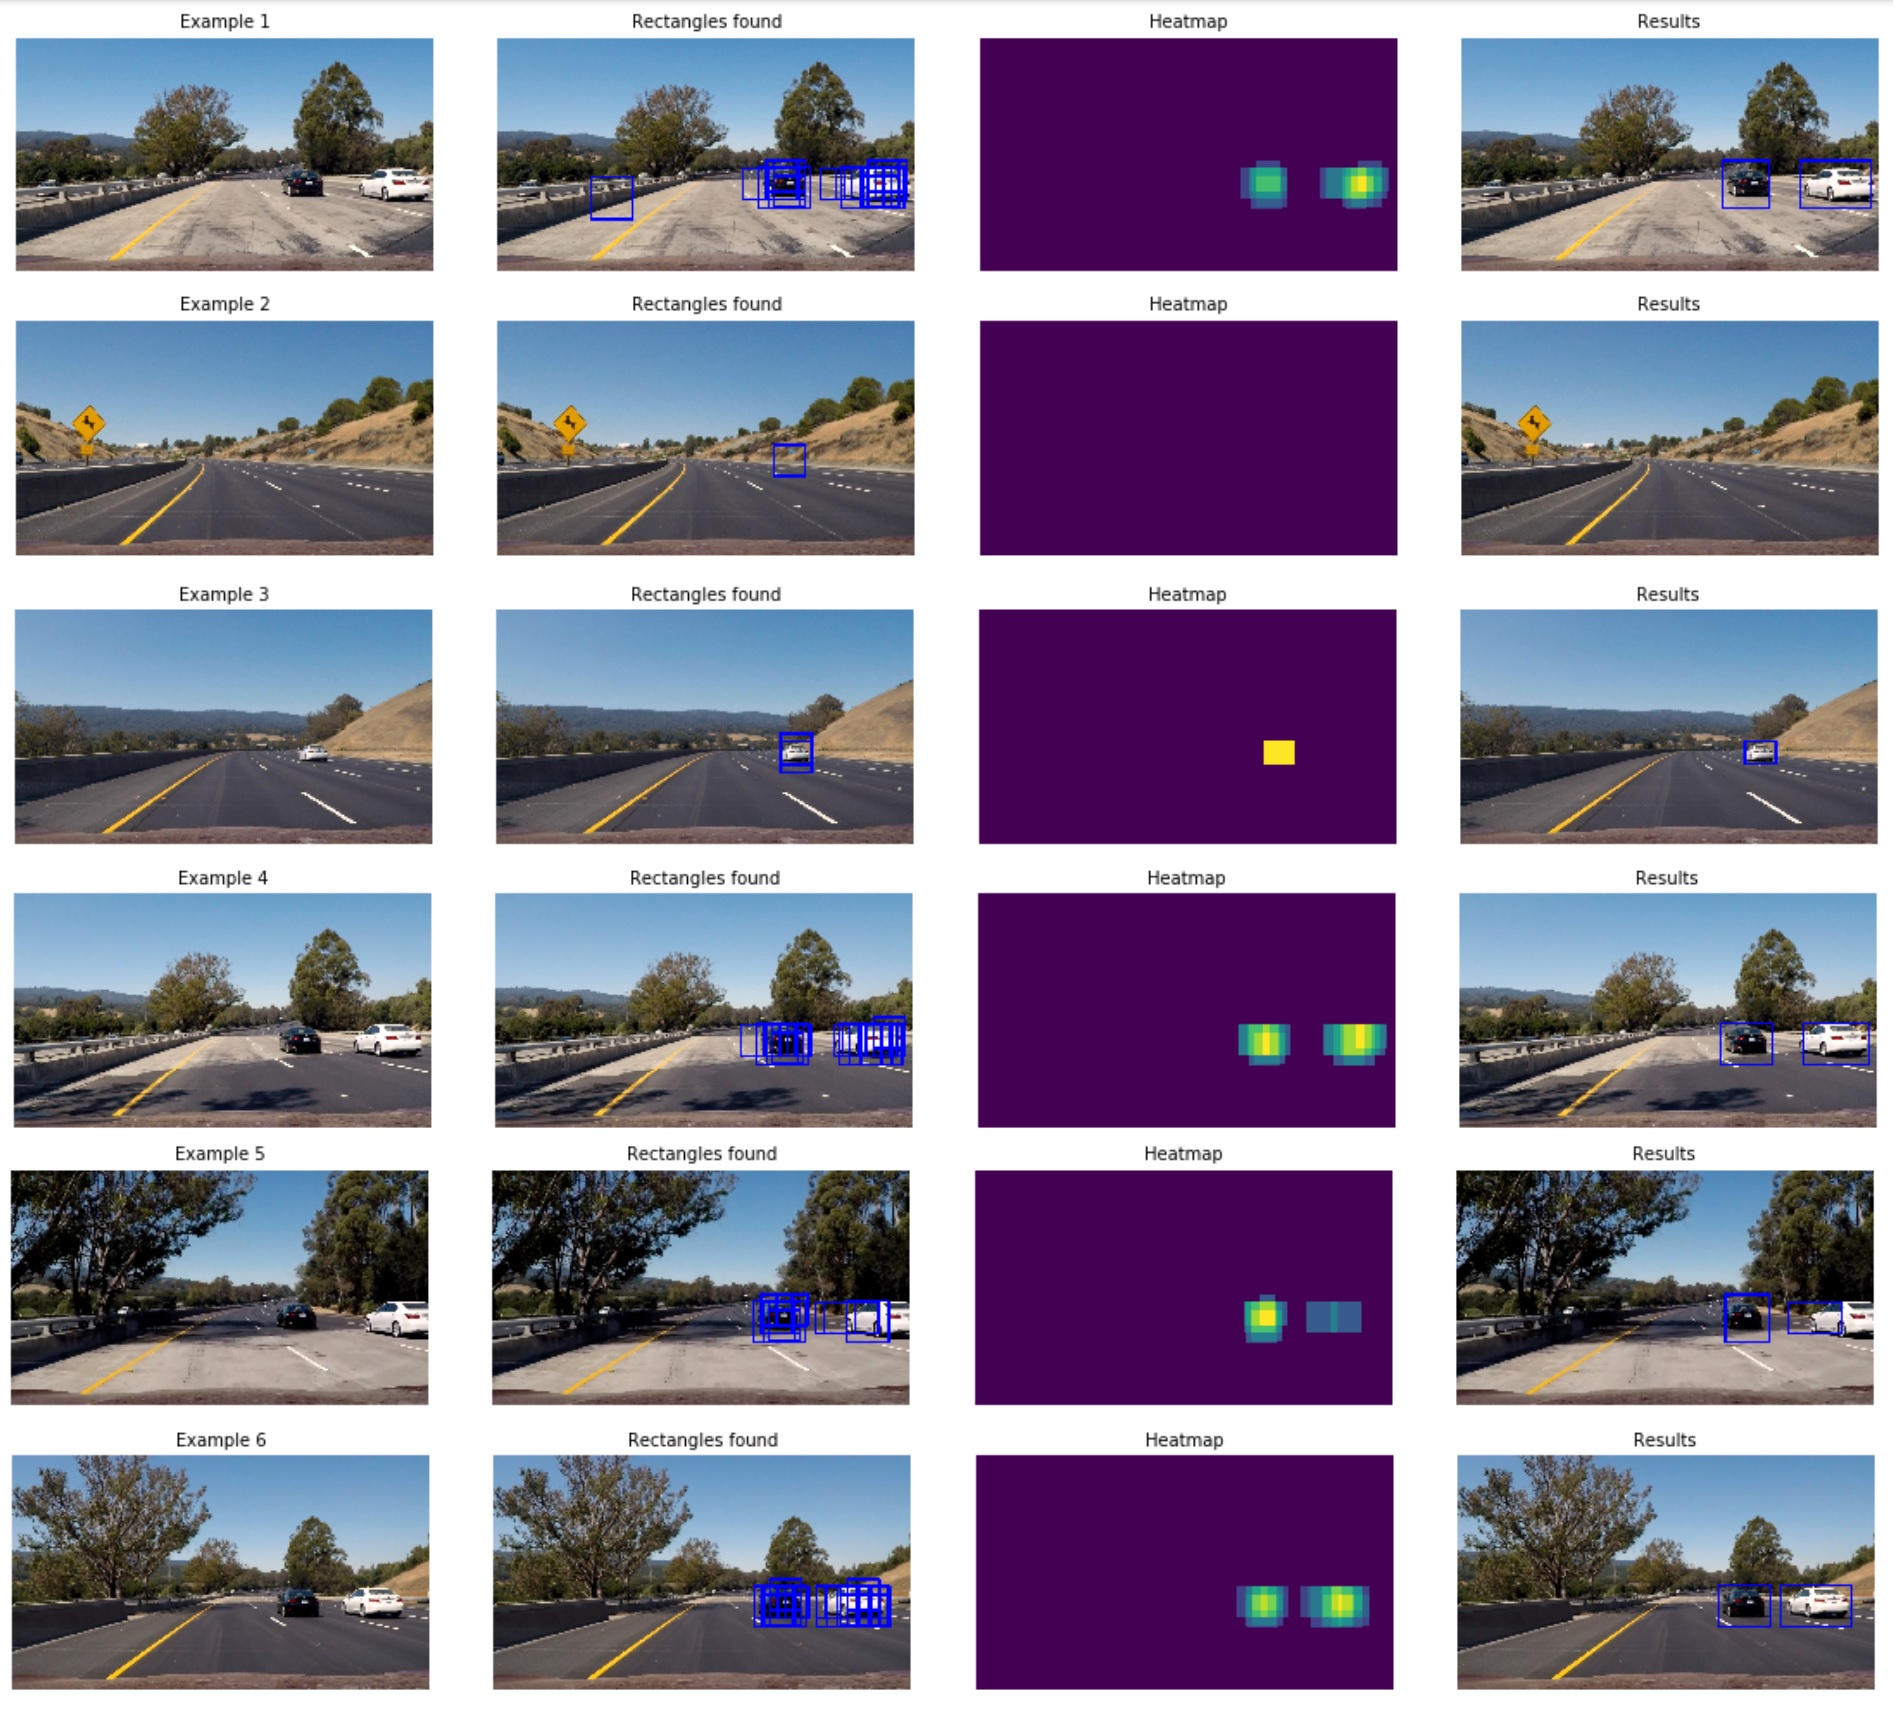 Example 1 Rectangles found Heatmap Results
Example 2 Rectangles found Heatmap Results
Example 3 Rectangles found Heatmap Results
Example 4 Rectangles found Heatmap Results
Example 5 Rectangles found Heatmap Results
Example 6 Rectangles found Heatmap Results